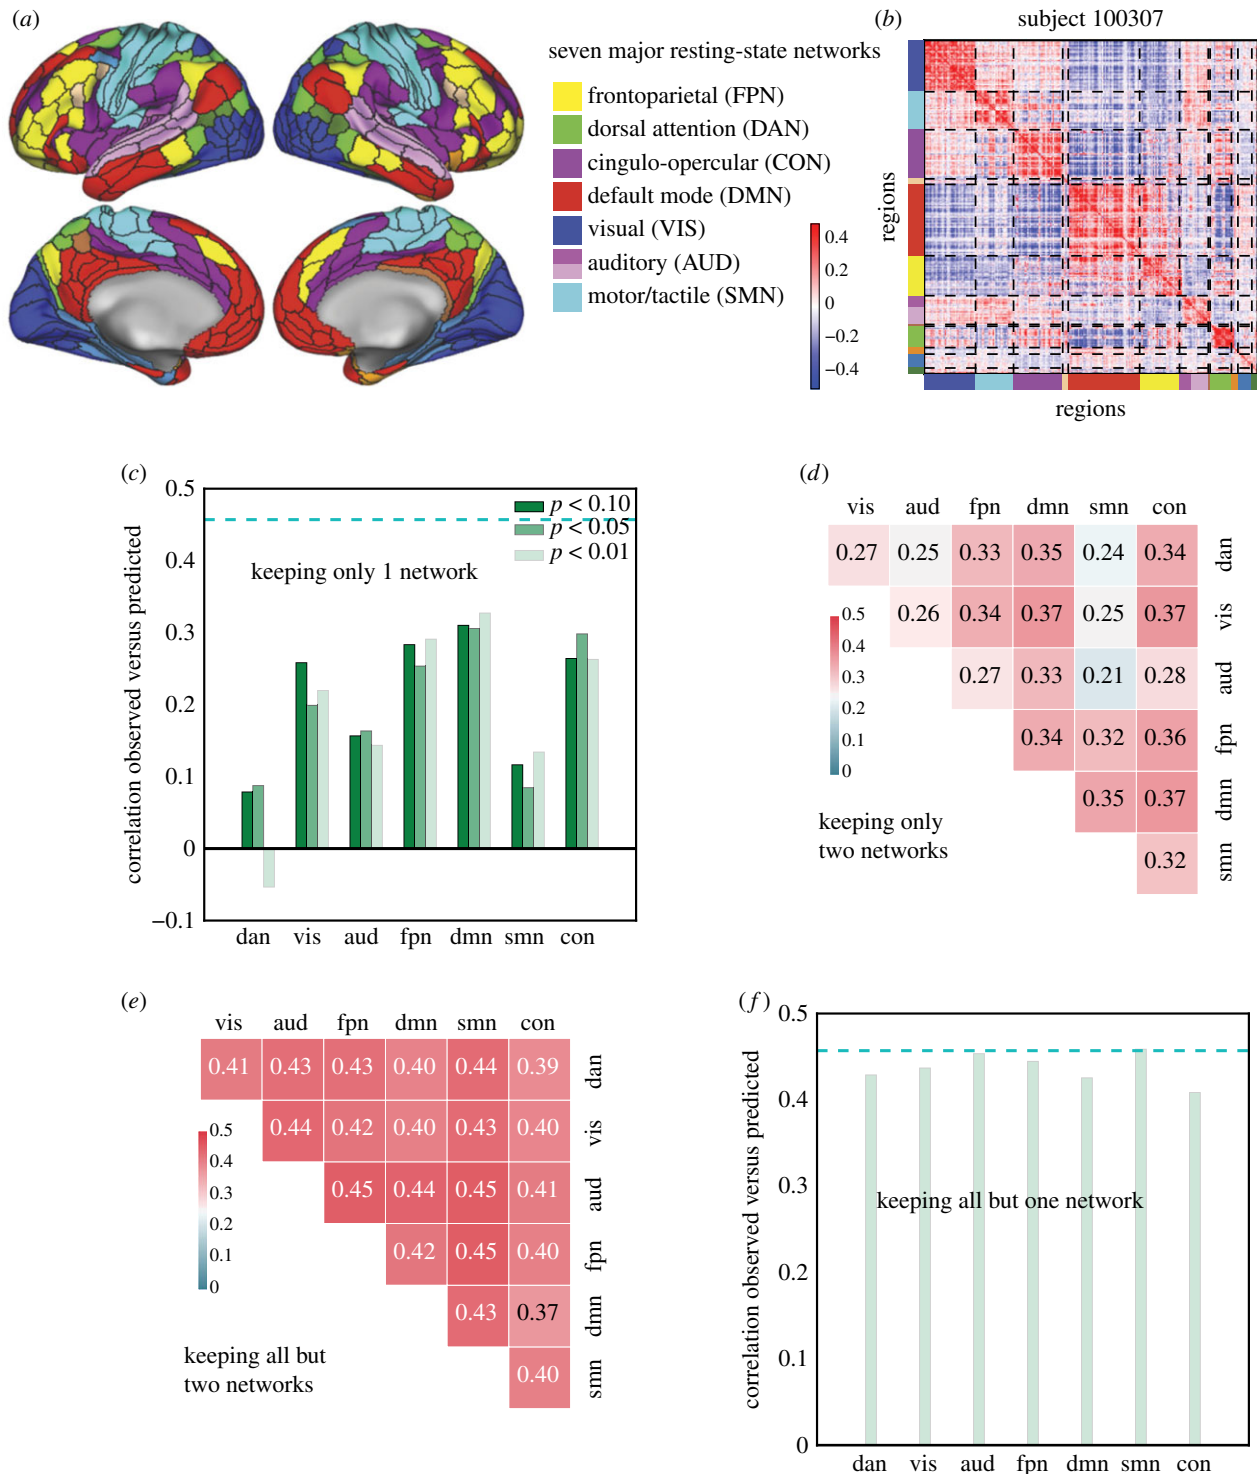 (a)
seven major resting-state networks
frontoparietal (FPN)
dorsal attention (DAN)
cingulo-opercular (CON)
default mode (DMN)
visual (VIS)
auditory (AUD)
motor/tactile (SMN)
0.4
0.2
0
−0.2
−0.4
(b)
subject 100307
regions
regions
(c)
correlation observed versus predicted
0.5
0.4
0.3
0.2
0.1
0
−0.1
p < 0.10
p < 0.05
p < 0.01
keeping only 1 network
dan vis aud fpn dmn smn con
(d)
vis aud fpn dmn smn con
0.27 0.25 0.33 0.35 0.24 0.34 dan
0.26 0.34 0.37 0.25 0.37 vis
0.27 0.33 0.21 0.28 aud
0.34 0.32 0.36 fpn
0.35 0.37 dmn
0.32 smn
0.5
0.4
0.3
0.2
0.1
0
keeping only
two networks
(e)
vis aud fpn dmn smn con
0.41 0.43 0.43 0.40 0.44 0.39 dan
0.44 0.42 0.40 0.43 0.40 vis
0.45 0.44 0.45 0.41 aud
0.42 0.45 0.40 fpn
0.43 0.37 dmn
0.40 smn
0.5
0.4
0.3
0.2
0.1
0
keeping all but
two networks
(f)
correlation observed versus predicted
0.5
0.4
0.3
0.2
0.1
0
keeping all but one network
dan vis aud fpn dmn smn con